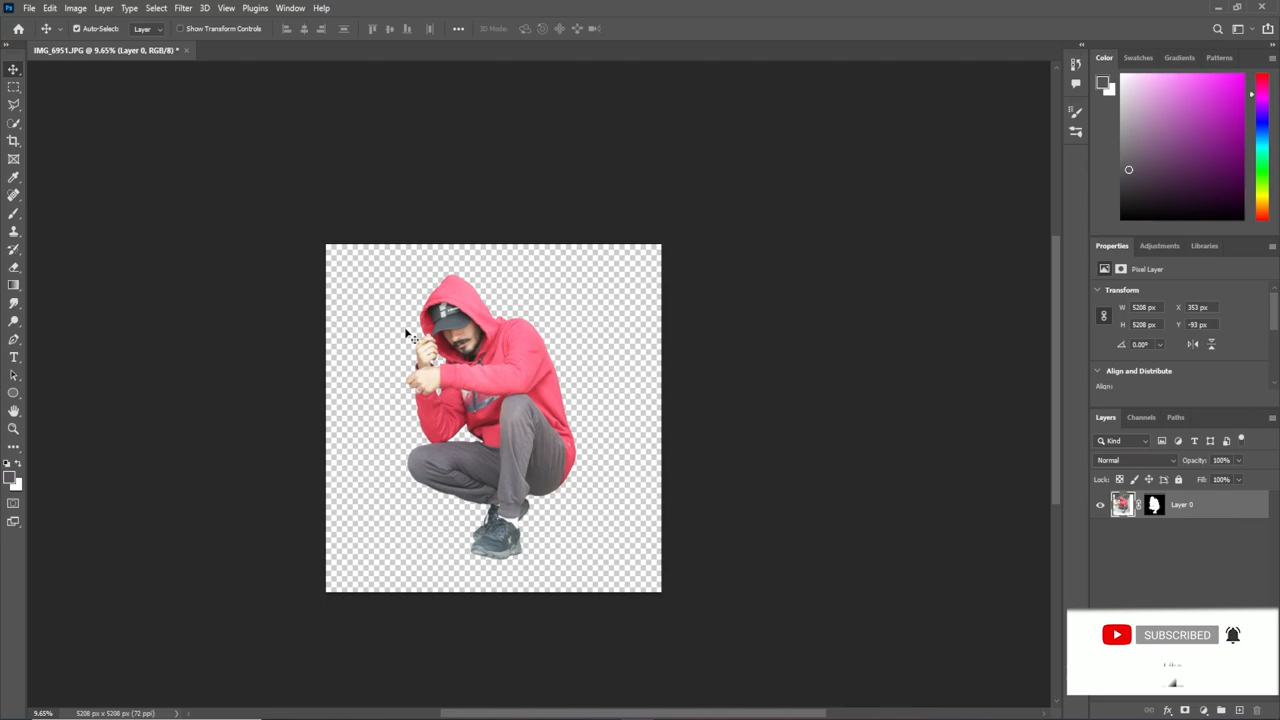 Ps File Edit Image Layer Type Select Filter 3D View Plugins Window Help
Auto-Select: Layer Show Transform Controls 3D Mode:
IMG_6951.JPG @ 9.65% (Layer 0, RGB/8) *
Color Swatches Gradients Patterns
Properties Adjustments Libraries
Pixel Layer
Transform
W 5208 px X 353 px
H 5208 px Y -93 px
0.00°
Align and Distribute
Align:
Layers Channels Paths
Kind
Normal Opacity: 100%
Lock: Fill: 100%
Layer 0
SUBSCRIBED
9.65% 5208 px x 5208 px (72 ppi)